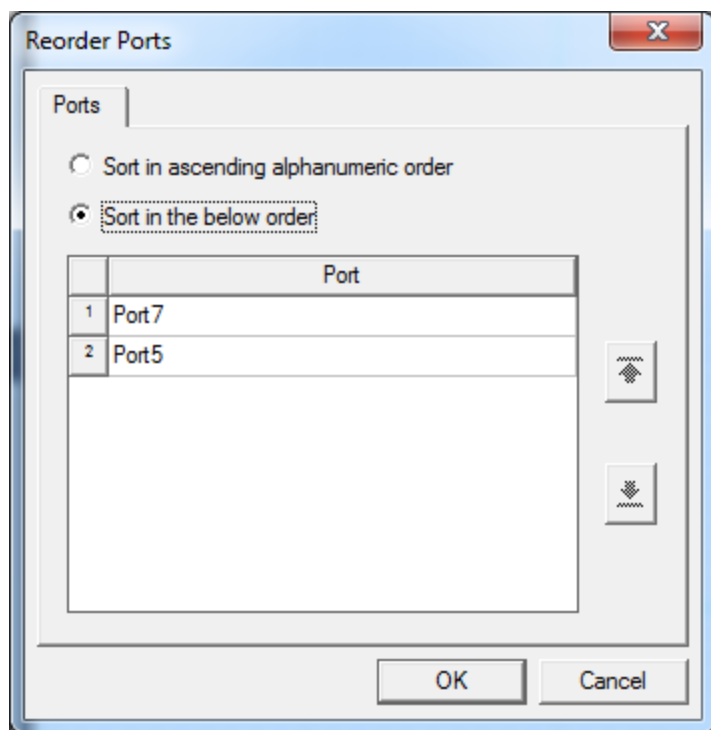 Reorder Ports
Ports
Sort in ascending alphanumeric order
Sort in the below order
Port
1 Port7
2 Port5
OK Cancel